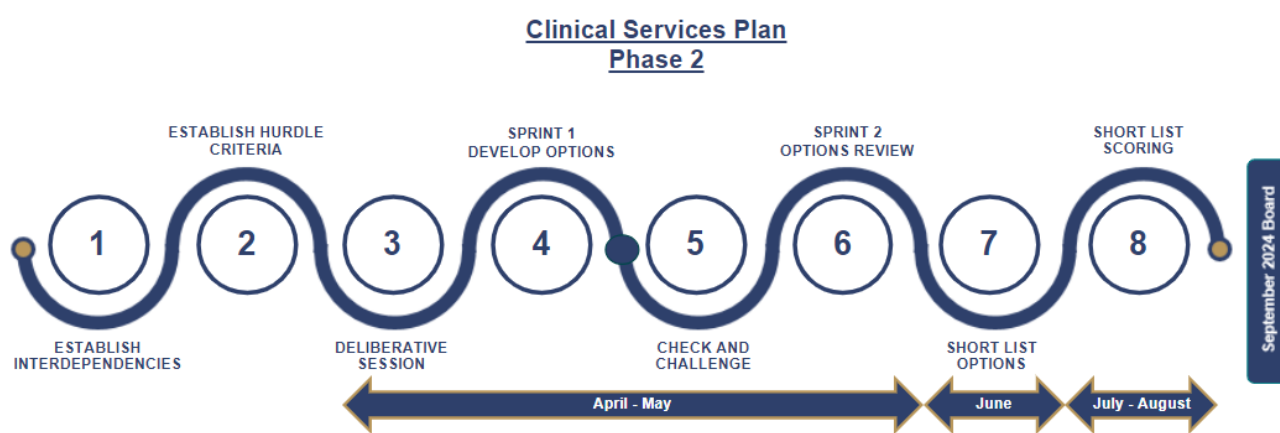 Clinical Services Plan
Phase 2
ESTABLISH HURDLE
CRITERIA
SPRINT 1
DEVELOP OPTIONS
SPRINT 2
OPTIONS REVIEW
SHORT LIST
SCORING
1
2
3
4
5
6
7
8
September 2024 Board
ESTABLISH
INTERDEPENDENCIES
DELIBERATIVE
SESSION
CHECK AND
CHALLENGE
SHORT LIST
OPTIONS
April - May
June
July - August